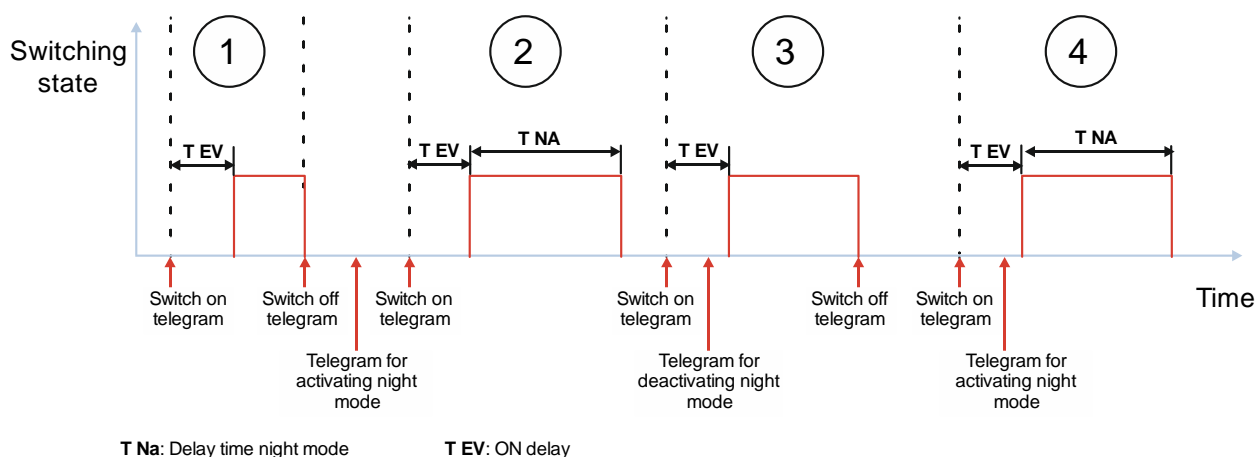 1
2
3
4
Switching
state
T EV
T EV
T NA
T EV
T EV
T NA
Switch on
telegram
Switch off
telegram
Switch on
telegram
Switch on
telegram
Switch off
telegram
Switch on
telegram
Time
Telegram for
activating night
mode
Telegram for
deactivating night
mode
Telegram for
activating night
mode
T Na: Delay time night mode
T EV: ON delay